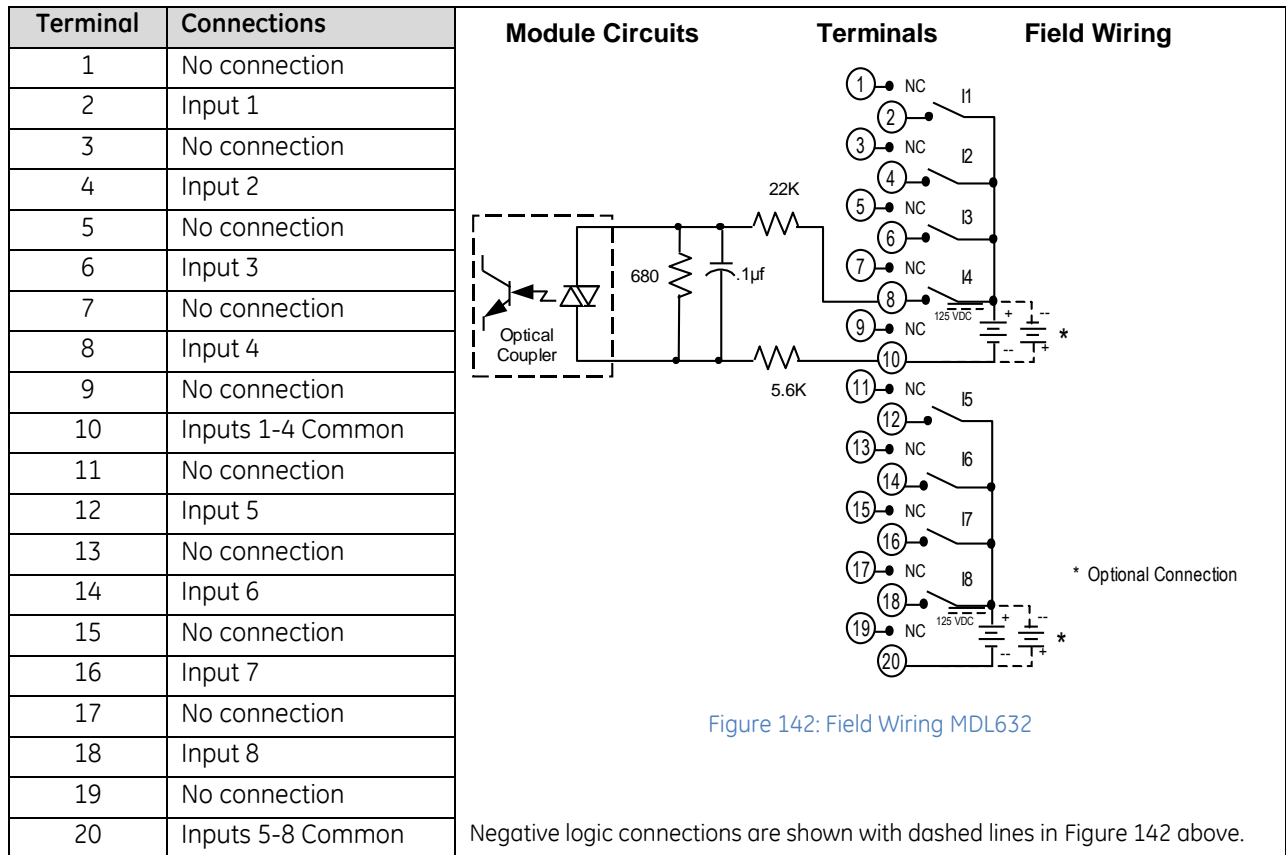 Terminal Connections
1 No connection
2 Input 1
3 No connection
4 Input 2
5 No connection
6 Input 3
7 No connection
8 Input 4
9 No connection
10 Inputs 1-4 Common
11 No connection
12 Input 5
13 No connection
14 Input 6
15 No connection
16 Input 7
17 No connection
18 Input 8
19 No connection
20 Inputs 5-8 Common
Module Circuits Terminals Field Wiring
1 NC
I1
2
3 NC
I2
4
22K
5 NC
I3
6
680 .1µf
7 NC
I4
8
125 VDC + --
Optical
Coupler
9 NC
-- + *
10
5.6K
11 NC
I5
12
13 NC
I6
14
15 NC
I7
16
17 NC
I8
* Optional Connection
18
125 VDC + --
19 NC
-- + *
20
Figure 142: Field Wiring MDL632
Negative logic connections are shown with dashed lines in Figure 142 above.